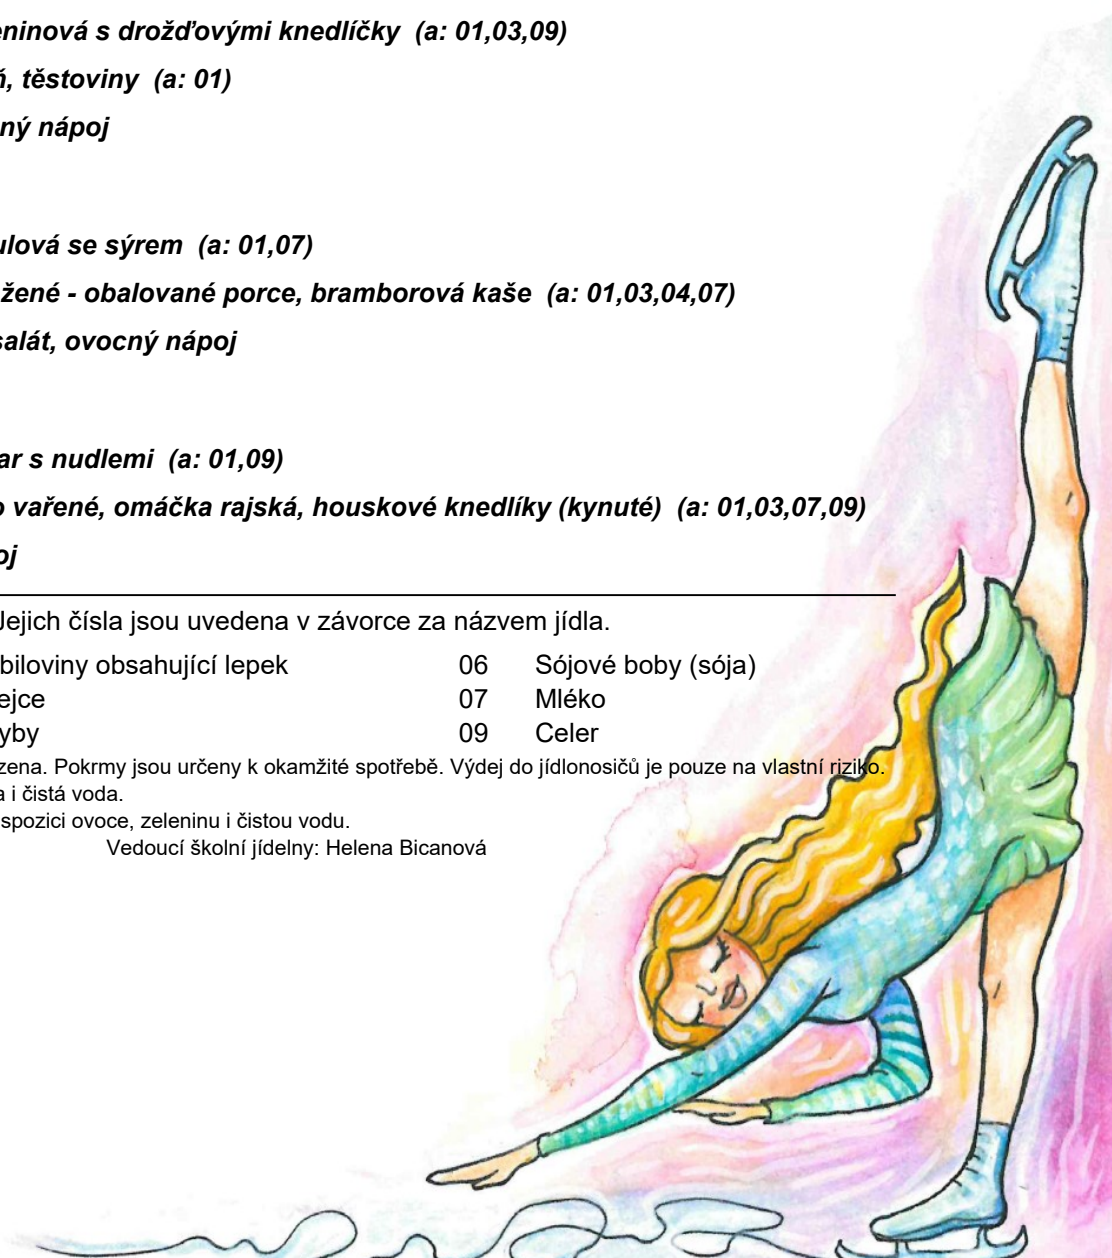 eninová s drožďovými knedlíčky (a: 01,03,09)
ň, těstoviny (a: 01)
ný nápoj
ulová se sýrem (a: 01,07)
žené - obalované porce, bramborová kaše (a: 01,03,04,07)
salát, ovocný nápoj
ar s nudlemi (a: 01,09)
o vařené, omáčka rajská, houskové knedlíky (kynuté) (a: 01,03,07,09)
oj
Jejich čísla jsou uvedena v závorce za názvem jídla.
biloviny obsahující lepek 06 Sójové boby (sója)
ejce 07 Mléko
yby 09 Celer
zena. Pokrmy jsou určeny k okamžité spotřebě. Výdej do jídlonosičů je pouze na vlastní riziko.
a i čistá voda.
spozici ovoce, zeleninu i čistou vodu.
Vedoucí školní jídelny: Helena Bicanová